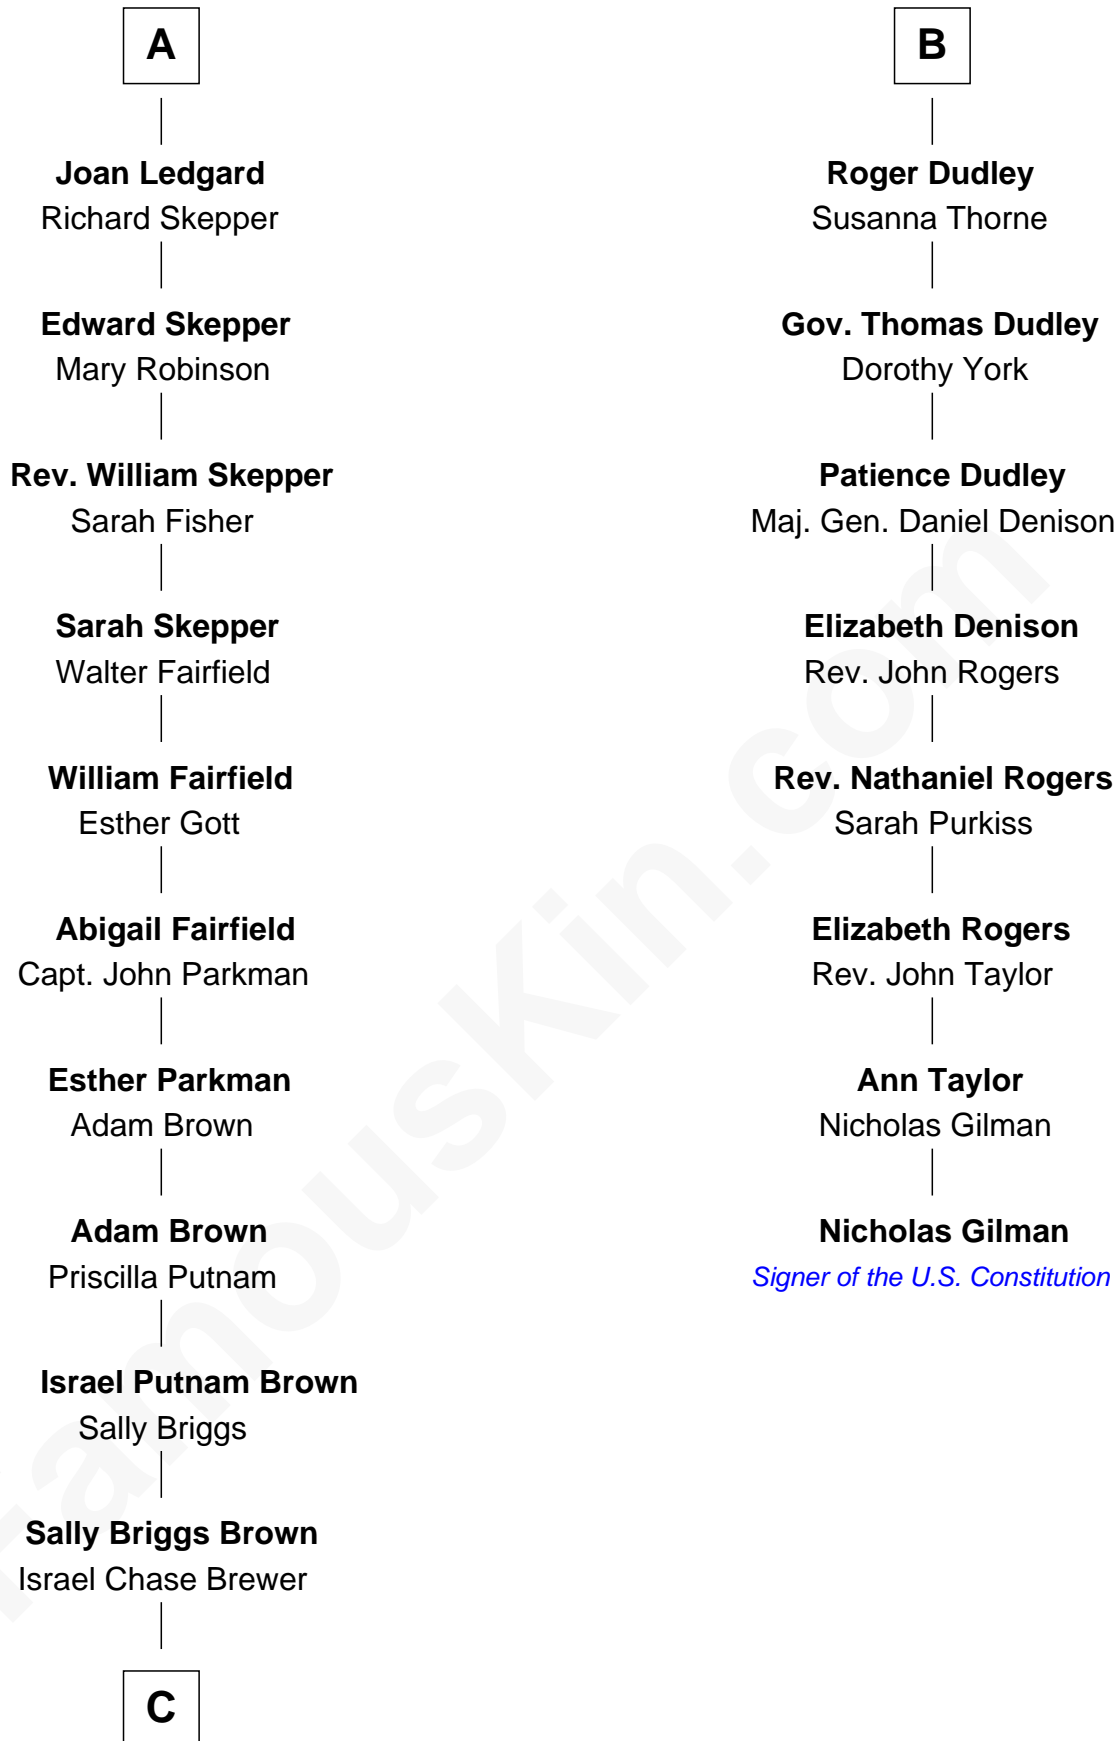 A
Joan Ledgard
Richard Skepper
Edward Skepper
Mary Robinson
Rev. William Skepper
Sarah Fisher
Sarah Skepper
Walter Fairfield
William Fairfield
Esther Gott
Abigail Fairfield
Capt. John Parkman
Esther Parkman
Adam Brown
Adam Brown
Priscilla Putnam
Israel Putnam Brown
Sally Briggs
Sally Briggs Brown
Israel Chase Brewer
C
B
Roger Dudley
Susanna Thorne
Gov. Thomas Dudley
Dorothy York
Patience Dudley
Maj. Gen. Daniel Denison
Elizabeth Denison
Rev. John Rogers
Rev. Nathaniel Rogers
Sarah Purkiss
Elizabeth Rogers
Rev. John Taylor
Ann Taylor
Nicholas Gilman
Nicholas Gilman
Signer of the U.S. Constitution
FamousKin.com